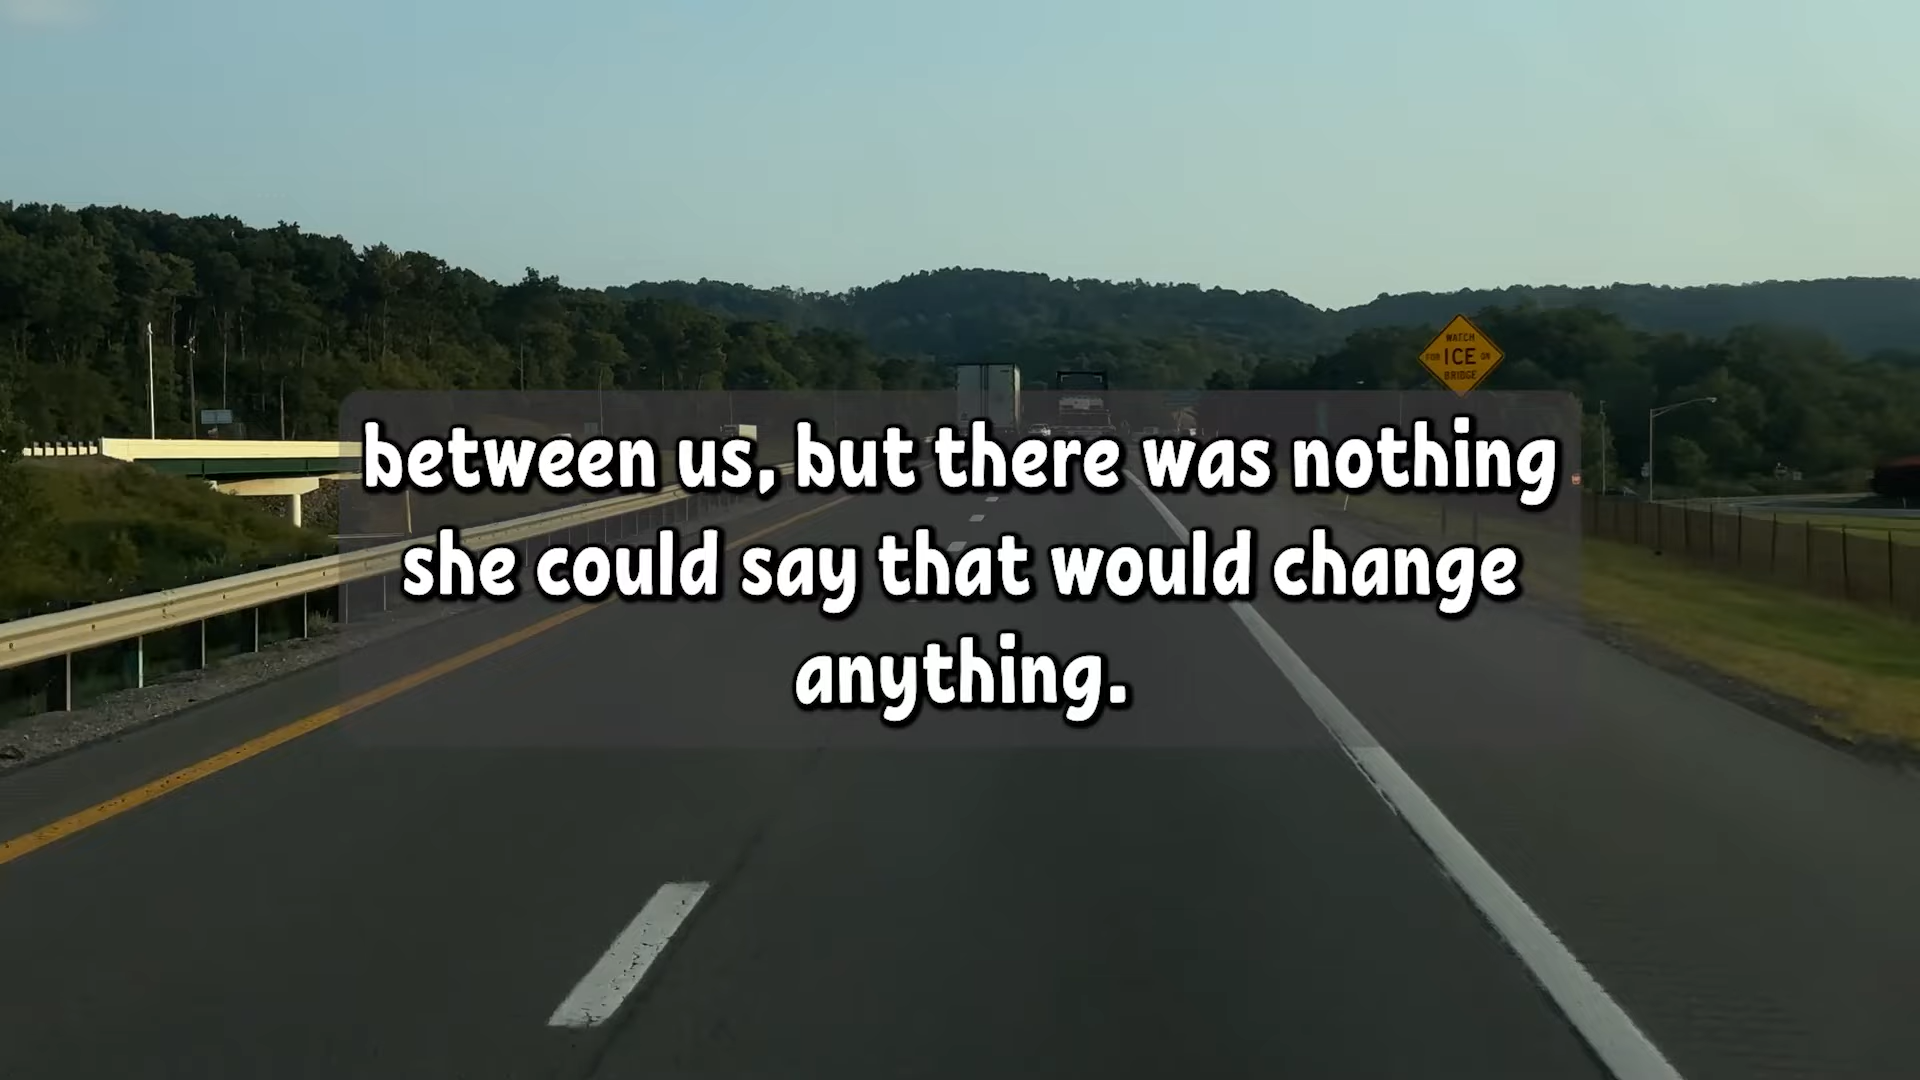 WATCH
FOR ICE ON
BRIDGE
between us, but there was nothing
she could say that would change
anything.